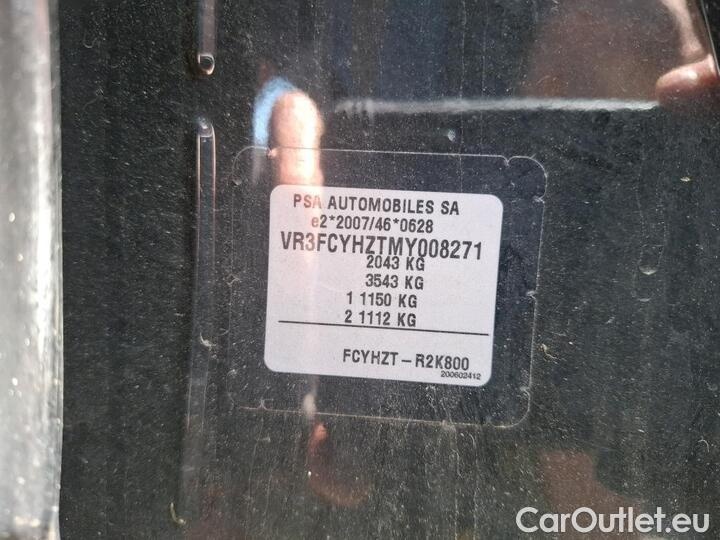 PSA AUTOMOBILES SA
e2*2007/46*0628
VR3FCYHZTMY008271
2043 KG
3543 KG
1 1150 KG
2 1112 KG
FCYHZT-R2K800
200602412
CarOutlet.eu